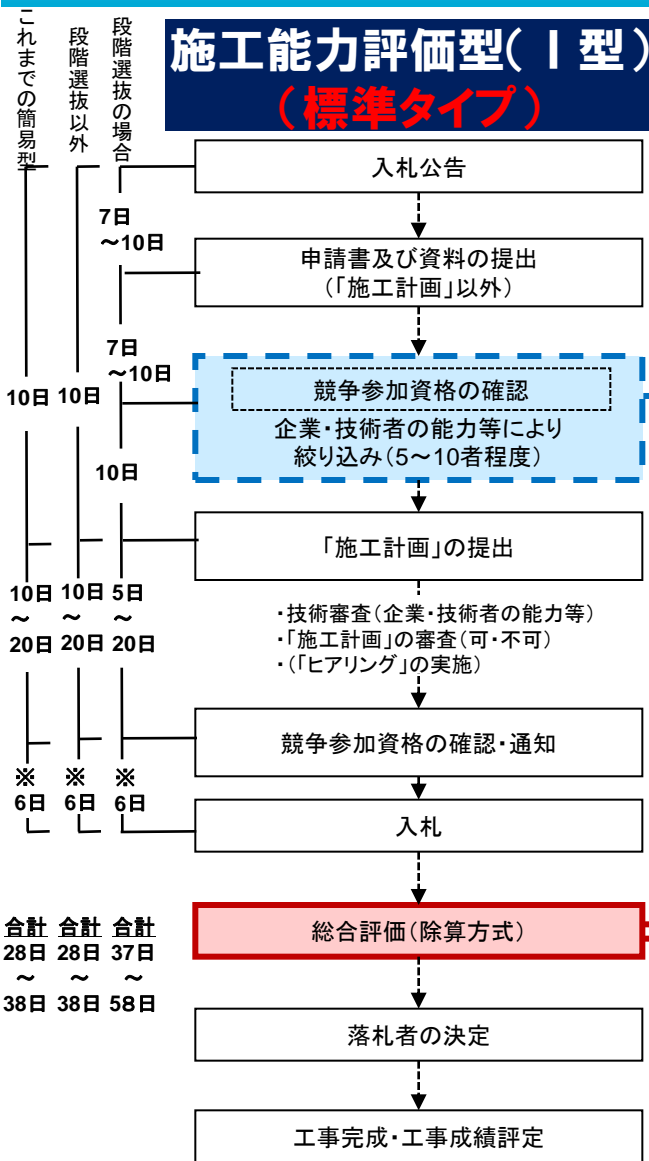 施工能力評価型(Ⅰ型)
(標準タイプ)
これまでの簡易型
段階選抜以外
段階選抜の場合
入札公告
7日
～10日
申請書及び資料の提出
(「施工計画」以外)
7日
～10日
競争参加資格の確認
企業・技術者の能力等により
絞り込み(5～10者程度)
10日 10日
10日
「施工計画」の提出
10日 10日 5日
～ ～ ～
20日 20日 20日
・技術審査(企業・技術者の能力等)
・「施工計画」の審査(可・不可)
・(「ヒアリング」の実施)
競争参加資格の確認・通知
※ ※ ※
6日 6日 6日
入札
合計 合計 合計
28日 28日 37日
～ ～ ～
38日 38日 58日
総合評価(除算方式)
落札者の決定
工事完成・工事成績評定